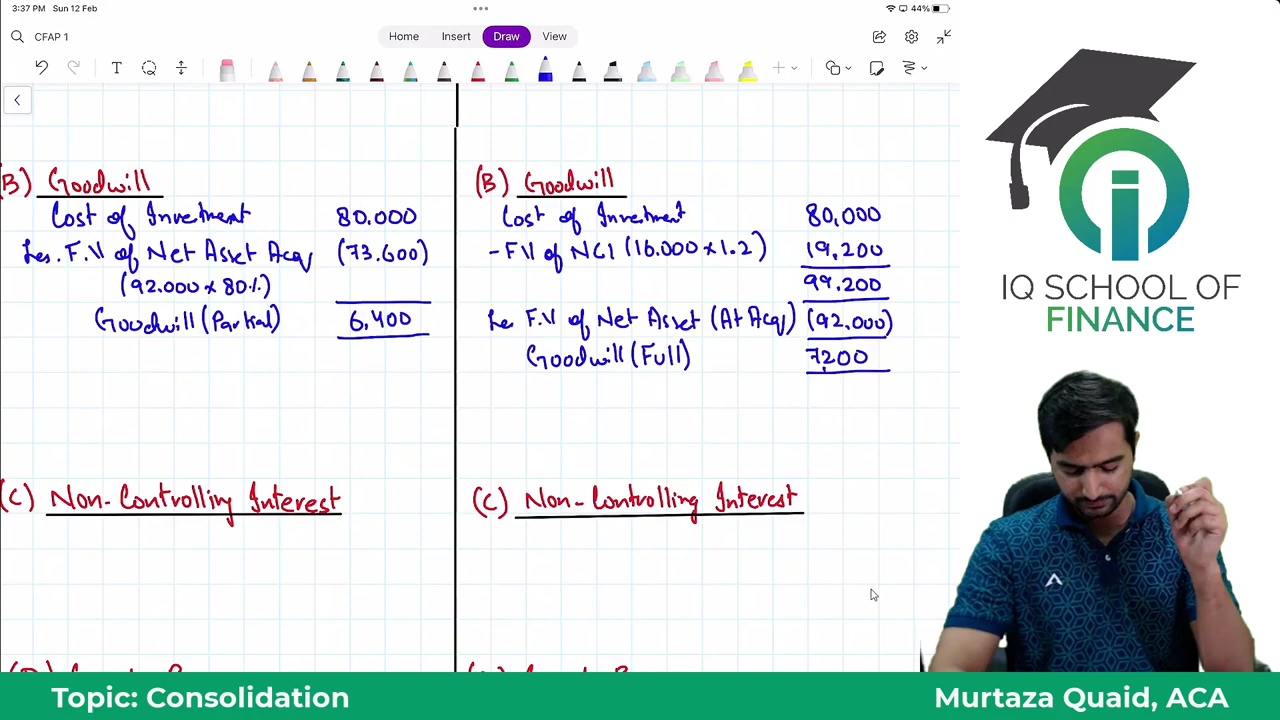 3:37 PM Sun 12 Feb
44%
CFAP 1
Home Insert Draw View
(B) Goodwill
Cost of Investment 80.000
Les. F.V of Net Asset Acq (73.600)
(92.000 x 80%)
Goodwill (Partial) 6,400
(C) Non-Controlling Interest
(B) Goodwill
Cost of Investment 80,000
- FV of NCI (16.000 x 1.2) 19,200
99.200
Le F.V of Net Asset (At Acq) (92,000)
Goodwill (Full) 7,200
(C) Non-Controlling Interest
IQ SCHOOL OF
FINANCE
Topic: Consolidation
Murtaza Quaid, ACA